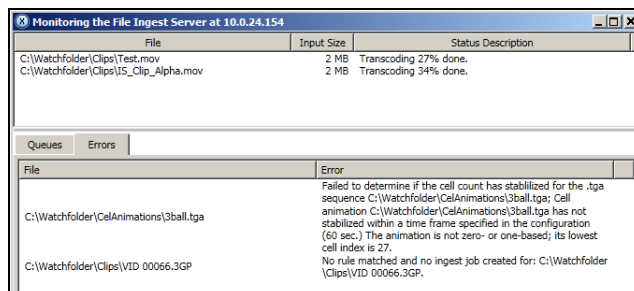 Monitoring the File Ingest Server at 10.0.24.154
File Input Size Status Description
C:\Watchfolder\Clips\Test.mov 2 MB Transcoding 27% done.
C:\Watchfolder\Clips\IS_Clip_Alpha.mov 2 MB Transcoding 34% done.
Queues Errors
File Error
Failed to determine if the cell count has stablilized for the .tga
sequence C:\Watchfolder\CelAnimations\3ball.tga; Cell
C:\Watchfolder\CelAnimations\3ball.tga animation C:\Watchfolder\CelAnimations\3ball.tga has not
stabilized within a time frame specified in the configuration
(60 sec.) The animation is not zero- or one-based; its lowest
cell index is 27.
C:\Watchfolder\Clips\VID 00066.3GP No rule matched and no ingest job created for: C:\Watchfolder
\Clips\VID 00066.3GP.